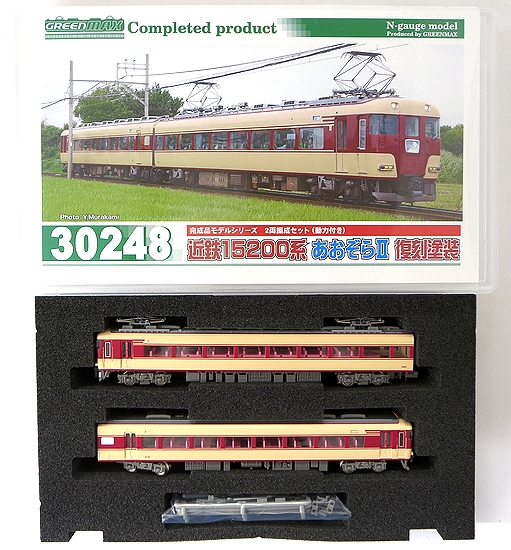 GREENMAX Completed product
N-gauge model
Produced by GREENMAX
Photo Y.Murakami
完成品モデルシリーズ 2両編成セット(動力付き)
30248 近鉄15200系 あおぞらⅡ 復刻塗装